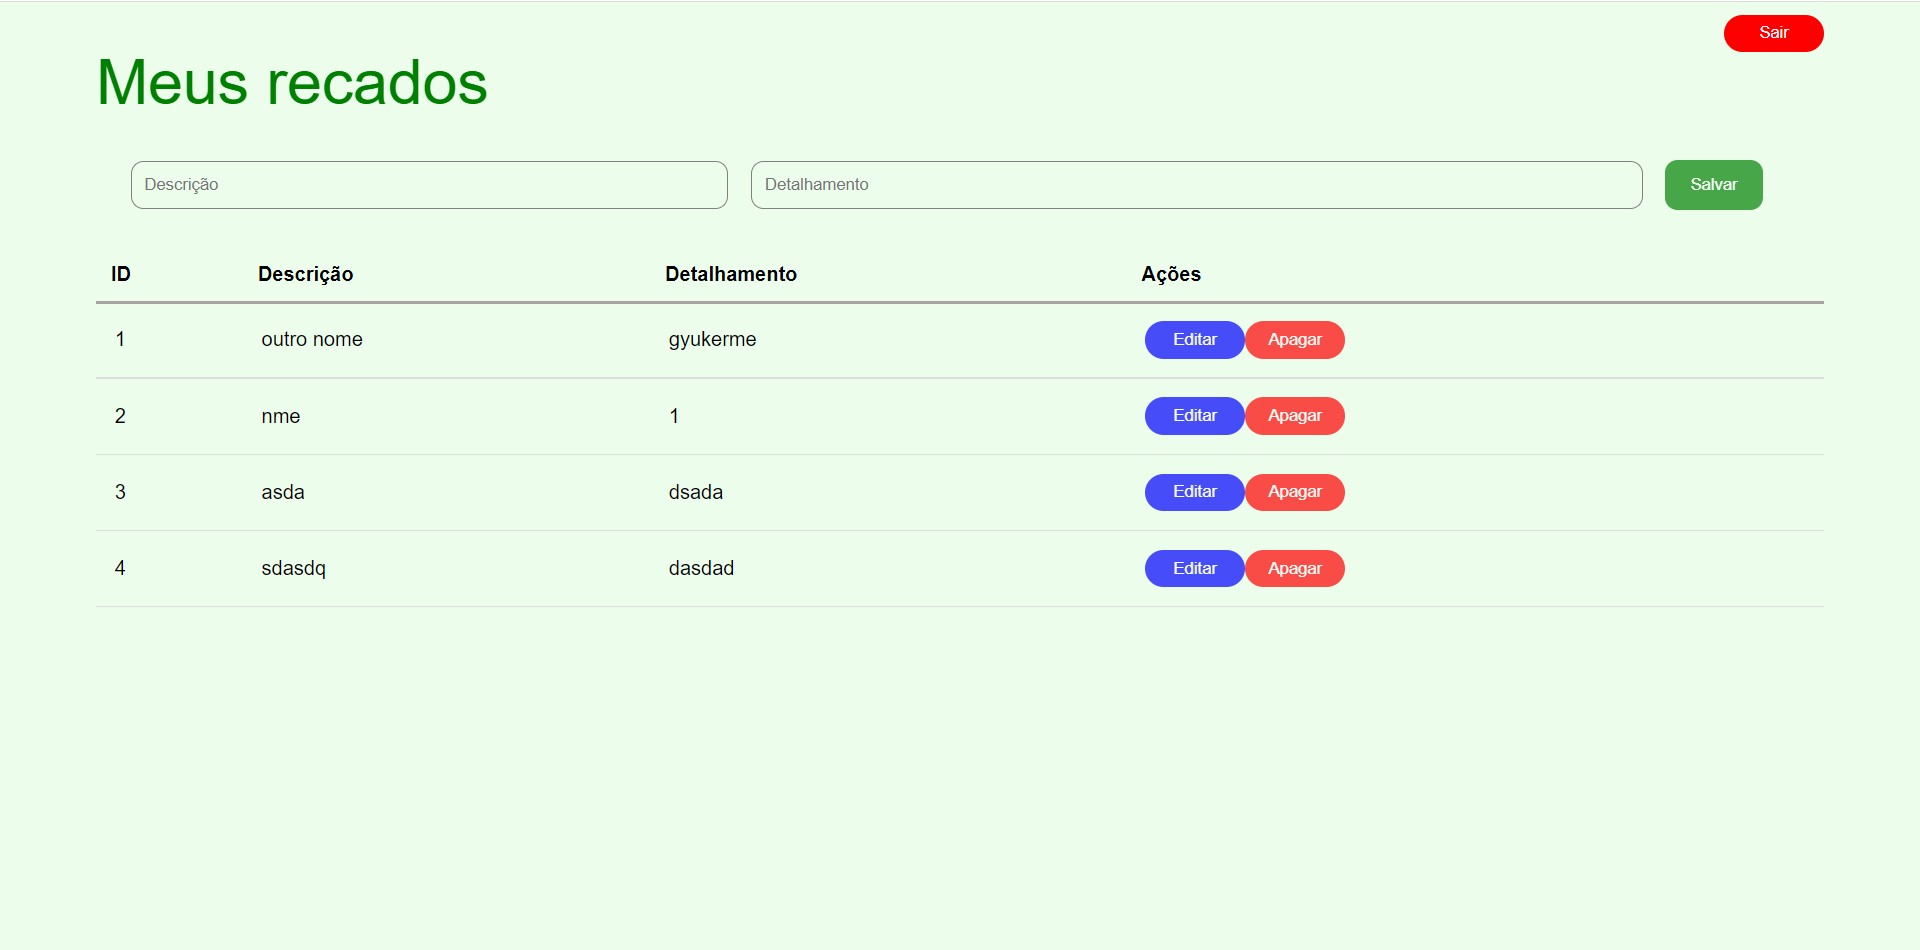 Sair
Meus recados
Descrição Detalhamento Salvar
ID Descrição Detalhamento Ações
1 outro nome gyukerme Editar Apagar
2 nme 1 Editar Apagar
3 asda dsada Editar Apagar
4 sdasdq dasdad Editar Apagar